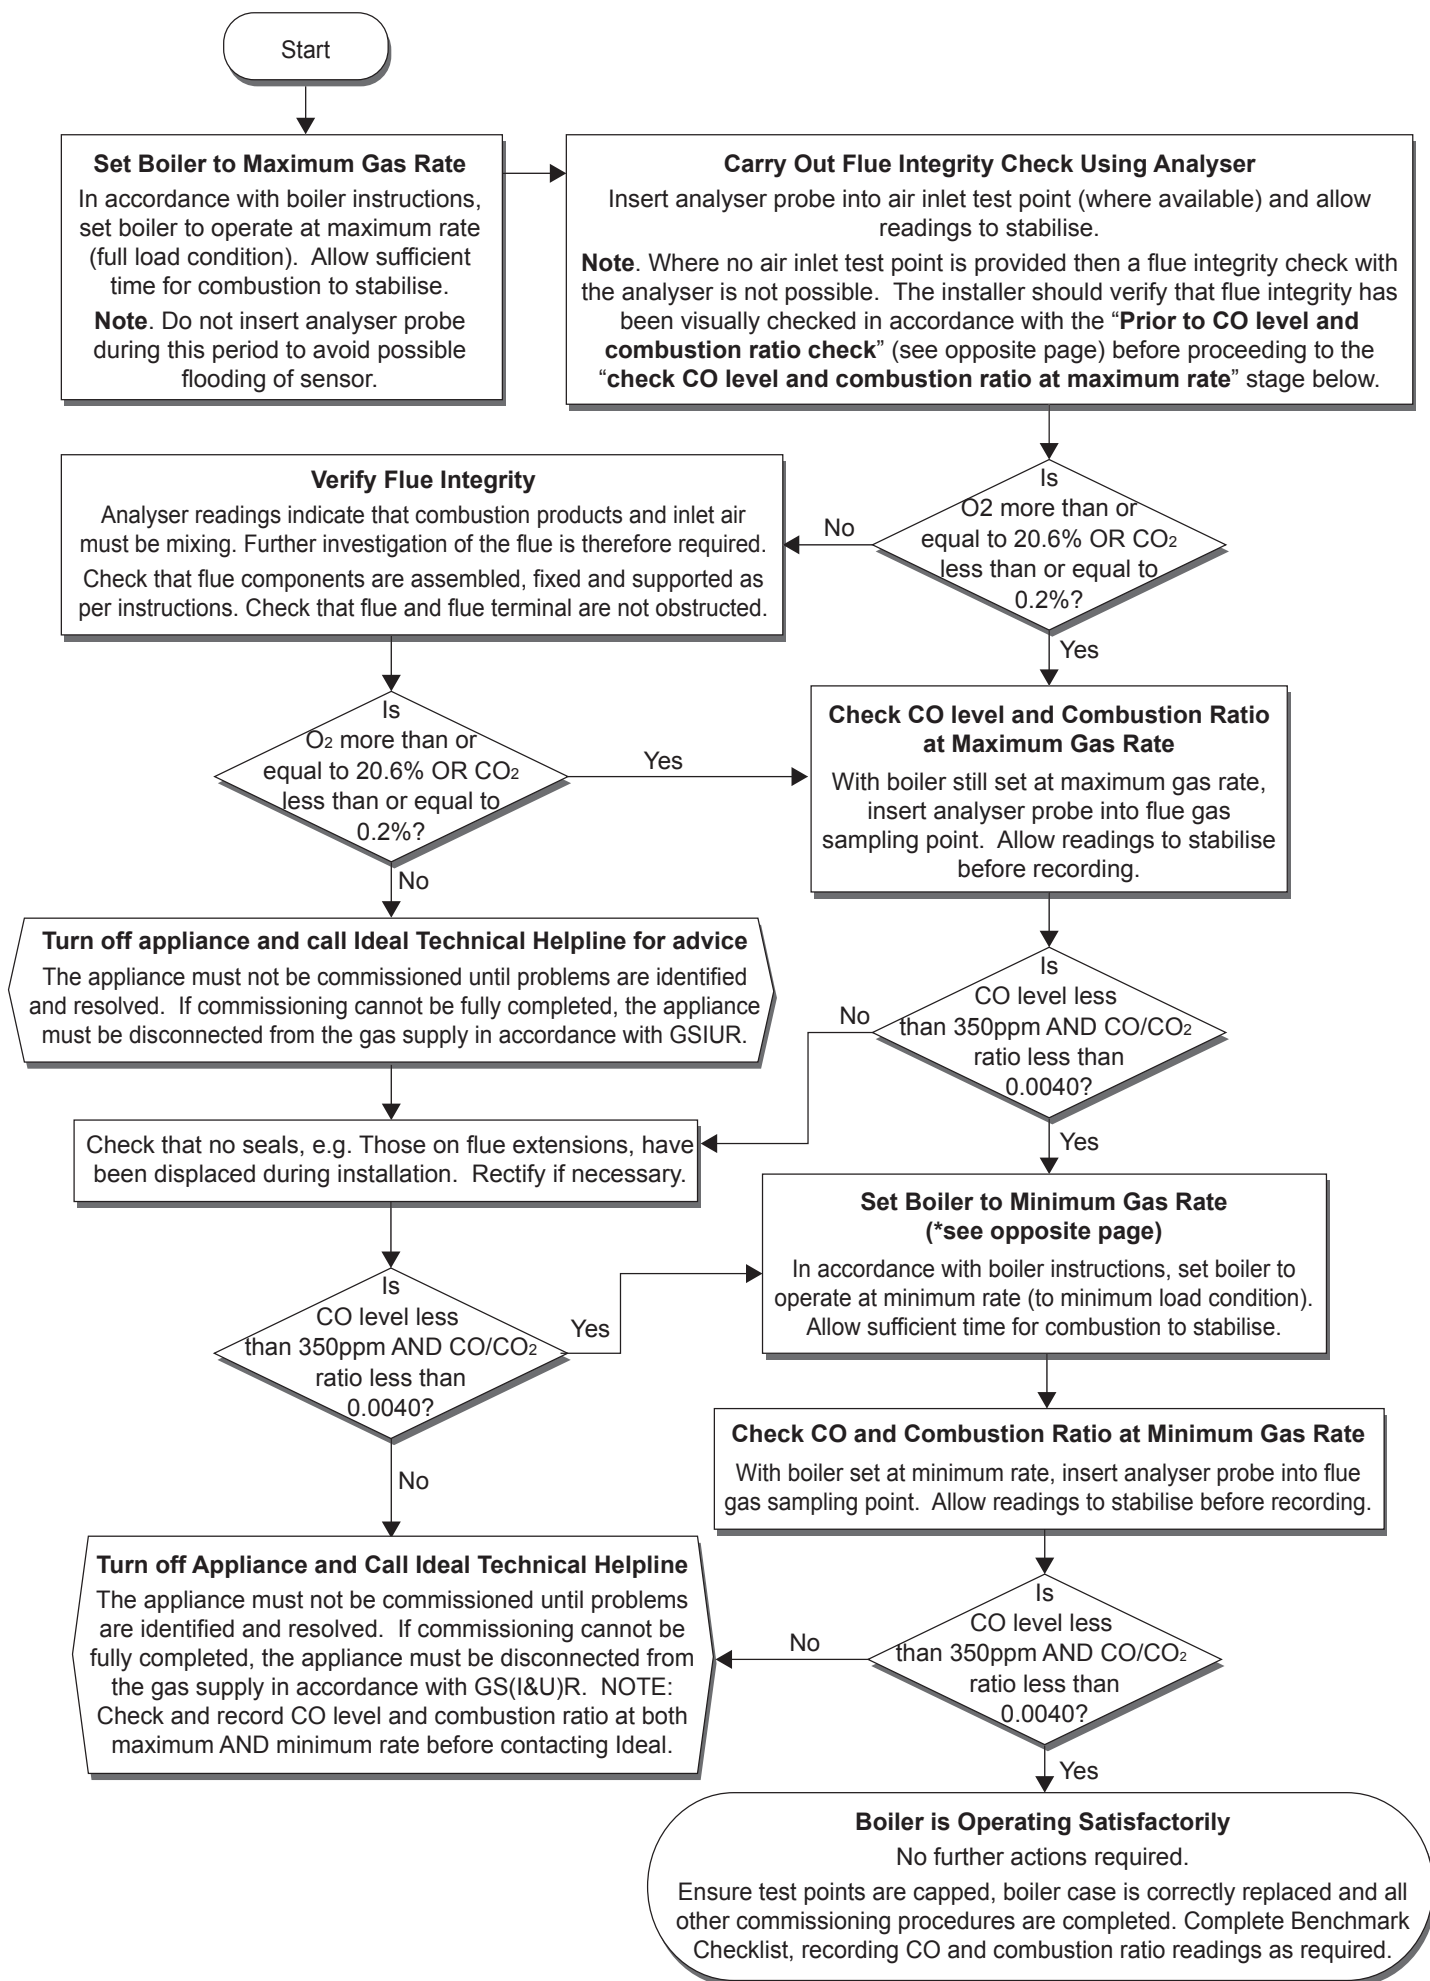 Start
Set Boiler to Maximum Gas Rate
In accordance with boiler instructions,
set boiler to operate at maximum rate
(full load condition).  Allow sufficient
time for combustion to stabilise.
Note. Do not insert analyser probe
during this period to avoid possible
flooding of sensor.
Carry Out Flue Integrity Check Using Analyser
Insert analyser probe into air inlet test point (where available) and allow
readings to stabilise.
Note. Where no air inlet test point is provided then a flue integrity check with
the analyser is not possible.  The installer should verify that flue integrity has
been visually checked in accordance with the “Prior to CO level and
combustion ratio check” (see opposite page) before proceeding to the
“check CO level and combustion ratio at maximum rate” stage below.
Is
O2 more than or
equal to 20.6% OR CO2
less than or equal to
0.2%?
No
Yes
Verify Flue Integrity
Analyser readings indicate that combustion products and inlet air
must be mixing. Further investigation of the flue is therefore required.
Check that flue components are assembled, fixed and supported as
per instructions. Check that flue and flue terminal are not obstructed.
Is
O2 more than or
equal to 20.6% OR CO2
less than or equal to
0.2%?
Yes
No
Check CO level and Combustion Ratio
at Maximum Gas Rate
With boiler still set at maximum gas rate,
insert analyser probe into flue gas
sampling point.  Allow readings to stabilise
before recording.
Turn off appliance and call Ideal Technical Helpline for advice
The appliance must not be commissioned until problems are identified
and resolved.  If commissioning cannot be fully completed, the appliance
must be disconnected from the gas supply in accordance with GSIUR.
Is
CO level less
than 350ppm AND CO/CO2
ratio less than
0.0040?
No
Yes
Check that no seals, e.g. Those on flue extensions, have
been displaced during installation.  Rectify if necessary.
Set Boiler to Minimum Gas Rate
(*see opposite page)
In accordance with boiler instructions, set boiler to
operate at minimum rate (to minimum load condition).
Allow sufficient time for combustion to stabilise.
Is
CO level less
than 350ppm AND CO/CO2
ratio less than
0.0040?
Yes
No
Check CO and Combustion Ratio at Minimum Gas Rate
With boiler set at minimum rate, insert analyser probe into flue
gas sampling point.  Allow readings to stabilise before recording.
Turn off Appliance and Call Ideal Technical Helpline
The appliance must not be commissioned until problems
are identified and resolved.  If commissioning cannot be
fully completed, the appliance must be disconnected from
the gas supply in accordance with GS(I&U)R.  NOTE:
Check and record CO level and combustion ratio at both
maximum AND minimum rate before contacting Ideal.
Is
CO level less
than 350ppm AND CO/CO2
ratio less than
0.0040?
No
Yes
Boiler is Operating Satisfactorily
No further actions required.
Ensure test points are capped, boiler case is correctly replaced and all
other commissioning procedures are completed. Complete Benchmark
Checklist, recording CO and combustion ratio readings as required.